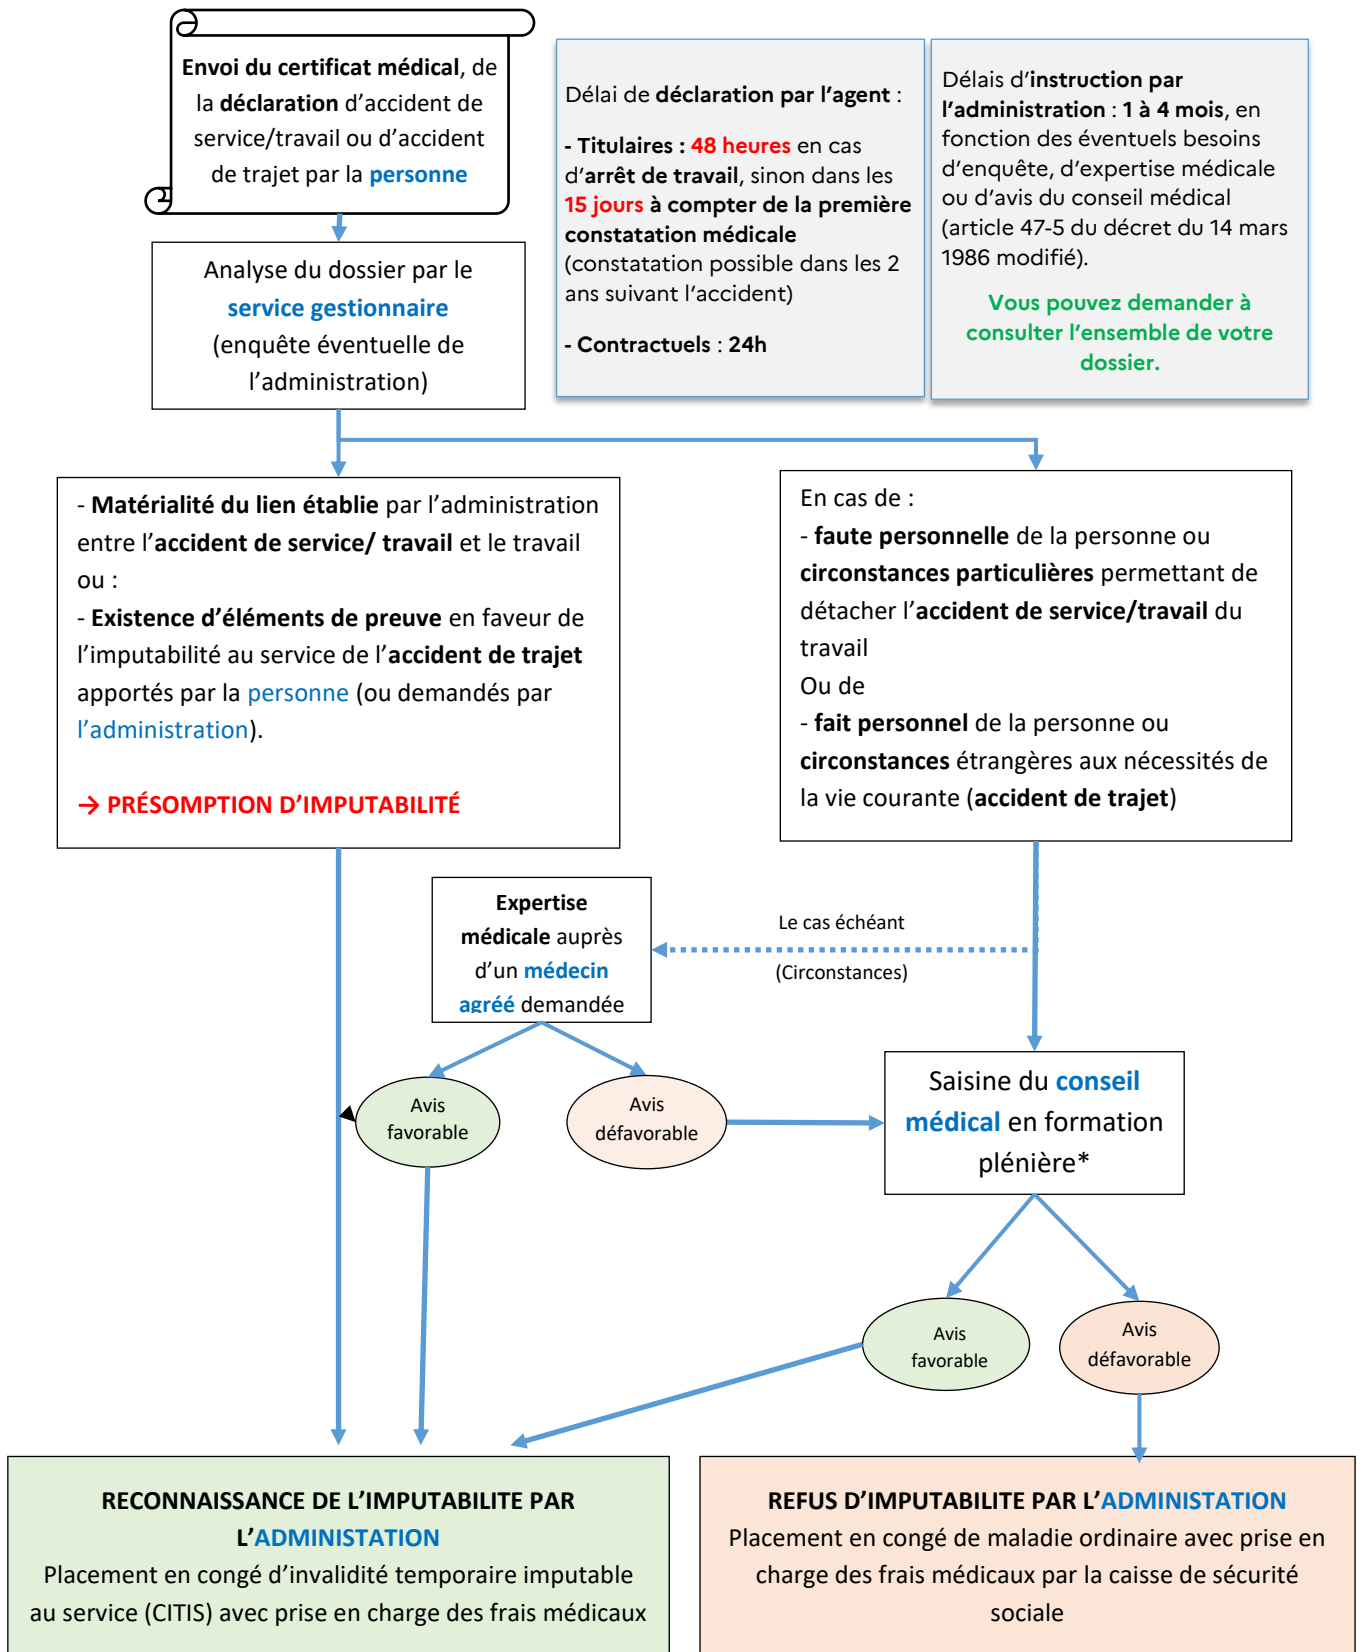 Envoi du certificat médical, de
la déclaration d’accident de
service/travail ou d’accident
de trajet par la personne
Délai de déclaration par l’agent :
- Titulaires : 48 heures en cas
d’arrêt de travail, sinon dans les
15 jours à compter de la première
constatation médicale
(constatation possible dans les 2
ans suivant l’accident)
- Contractuels : 24h
Délais d’instruction par
l’administration : 1 à 4 mois, en
fonction des éventuels besoins
d’enquête, d’expertise médicale
ou d’avis du conseil médical
(article 47-5 du décret du 14 mars
1986 modifié).
Vous pouvez demander à
consulter l’ensemble de votre
dossier.
Analyse du dossier par le
service gestionnaire
(enquête éventuelle de
l’administration)
- Matérialité du lien établie par l’administration
entre l’accident de service/ travail et le travail
ou :
- Existence d’éléments de preuve en faveur de
l’imputabilité au service de l’accident de trajet
apportés par la personne (ou demandés par
l’administration).
→ PRÉSOMPTION D’IMPUTABILITÉ
En cas de :
- faute personnelle de la personne ou
circonstances particulières permettant de
détacher l’accident de service/travail du
travail
Ou de
- fait personnel de la personne ou
circonstances étrangères aux nécessités de
la vie courante (accident de trajet)
Expertise
médicale auprès
d’un médecin
agréé demandée
Le cas échéant
(Circonstances)
Avis
favorable
Avis
défavorable
Saisine du conseil
médical en formation
plénière*
Avis
favorable
Avis
défavorable
RECONNAISSANCE DE L’IMPUTABILITE PAR
L’ADMINISTATION
Placement en congé d’invalidité temporaire imputable
au service (CITIS) avec prise en charge des frais médicaux
REFUS D’IMPUTABILITE PAR L’ADMINISTATION
Placement en congé de maladie ordinaire avec prise en
charge des frais médicaux par la caisse de sécurité
sociale